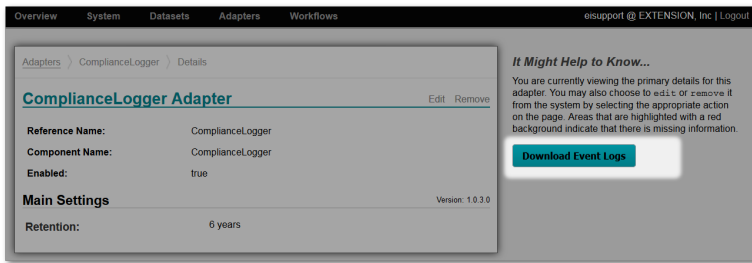 Overview System Datasets Adapters Workflows eisupport @ EXTENSION, Inc | Logout
Adapters 〉 ComplianceLogger 〉 Details
ComplianceLogger Adapter Edit Remove
Reference Name: ComplianceLogger
Component Name: ComplianceLogger
Enabled: true
Main Settings Version: 1.0.3.0
Retention: 6 years
It Might Help to Know...
You are currently viewing the primary details for this
adapter. You may also choose to edit or remove it
from the system by selecting the appropriate action
on the page. Areas that are highlighted with a red
background indicate that there is missing information.
Download Event Logs